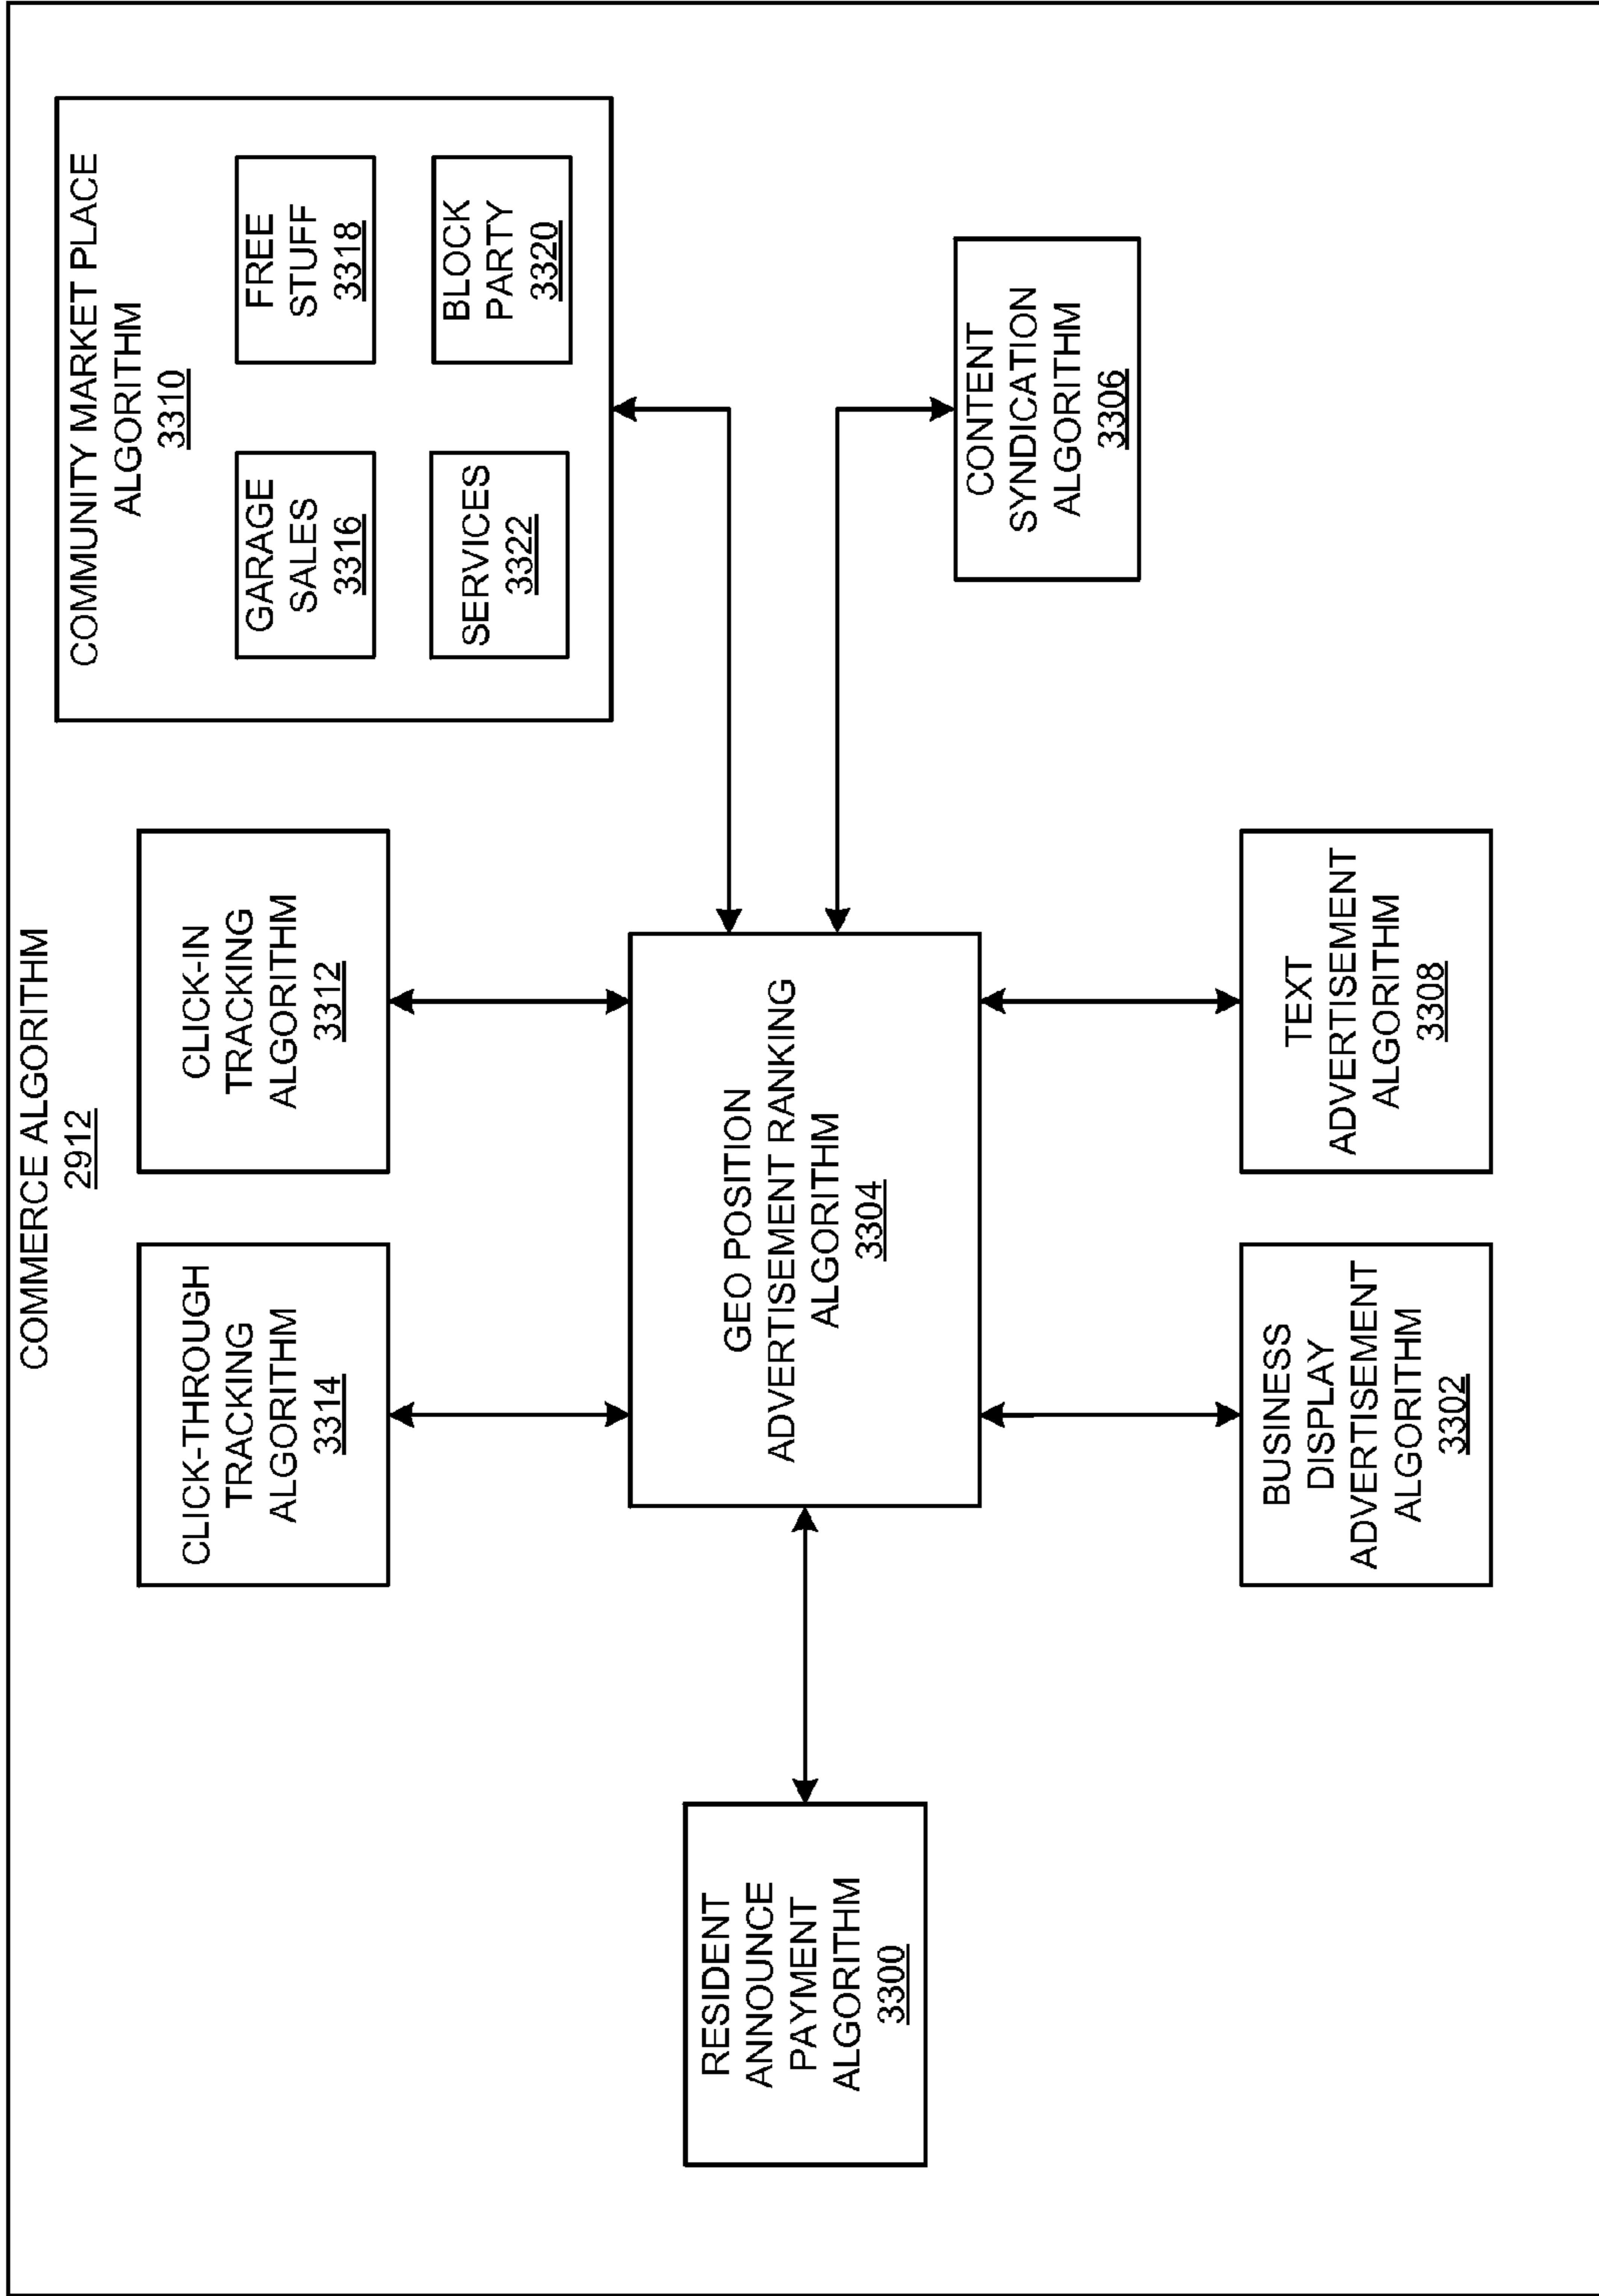 COMMERCE ALGORITHM
2912
CLICK-THROUGH
TRACKING
ALGORITHM
3314
CLICK-IN
TRACKING
ALGORITHM
3312
COMMUNITY MARKET PLACE
ALGORITHM
3310
GARAGE
SALES
3316
FREE
STUFF
3318
SERVICES
3322
BLOCK
PARTY
3320
RESIDENT
ANNOUNCE
PAYMENT
ALGORITHM
3300
GEO POSITION
ADVERTISEMENT RANKING
ALGORITHM
3304
CONTENT
SYNDICATION
ALGORITHM
3306
BUSINESS
DISPLAY
ADVERTISEMENT
ALGORITHM
3302
TEXT
ADVERTISEMENT
ALGORITHM
3308